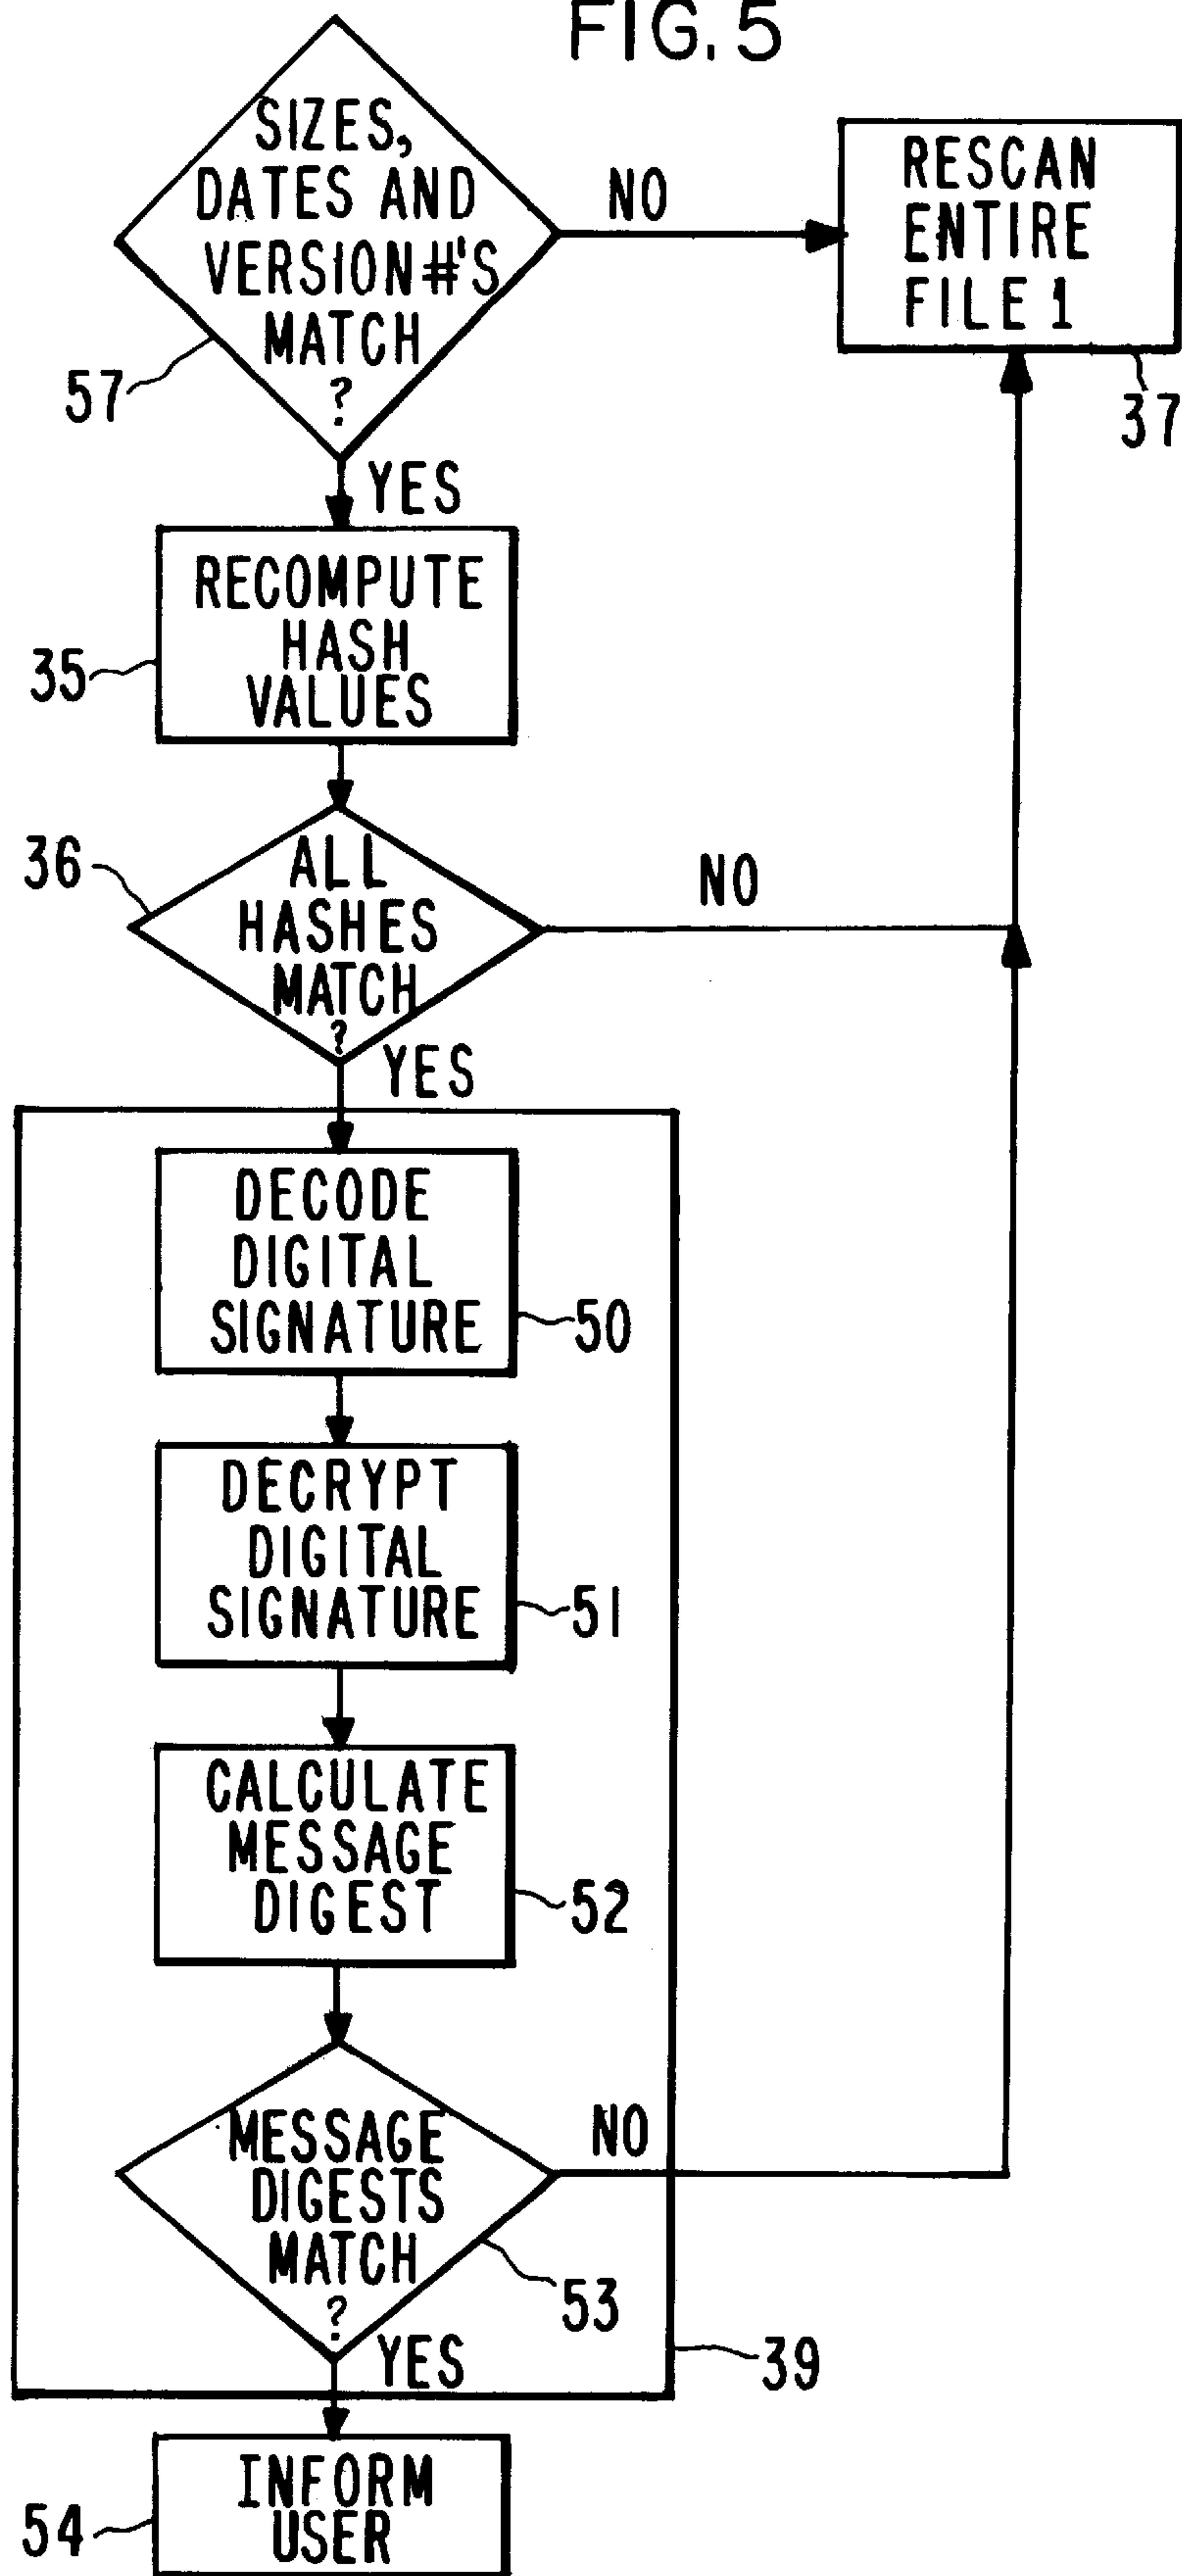 FIG. 5
SIZES,
DATES AND
VERSION#'S
MATCH
?
57
NO
RESCAN
ENTIRE
FILE 1
37
YES
RECOMPUTE
HASH
VALUES
35
ALL
HASHES
MATCH
?
36
NO
YES
DECODE
DIGITAL
SIGNATURE
50
DECRYPT
DIGITAL
SIGNATURE
51
CALCULATE
MESSAGE
DIGEST
52
MESSAGE
DIGESTS
MATCH
?
NO
53
YES
39
INFORM
USER
54